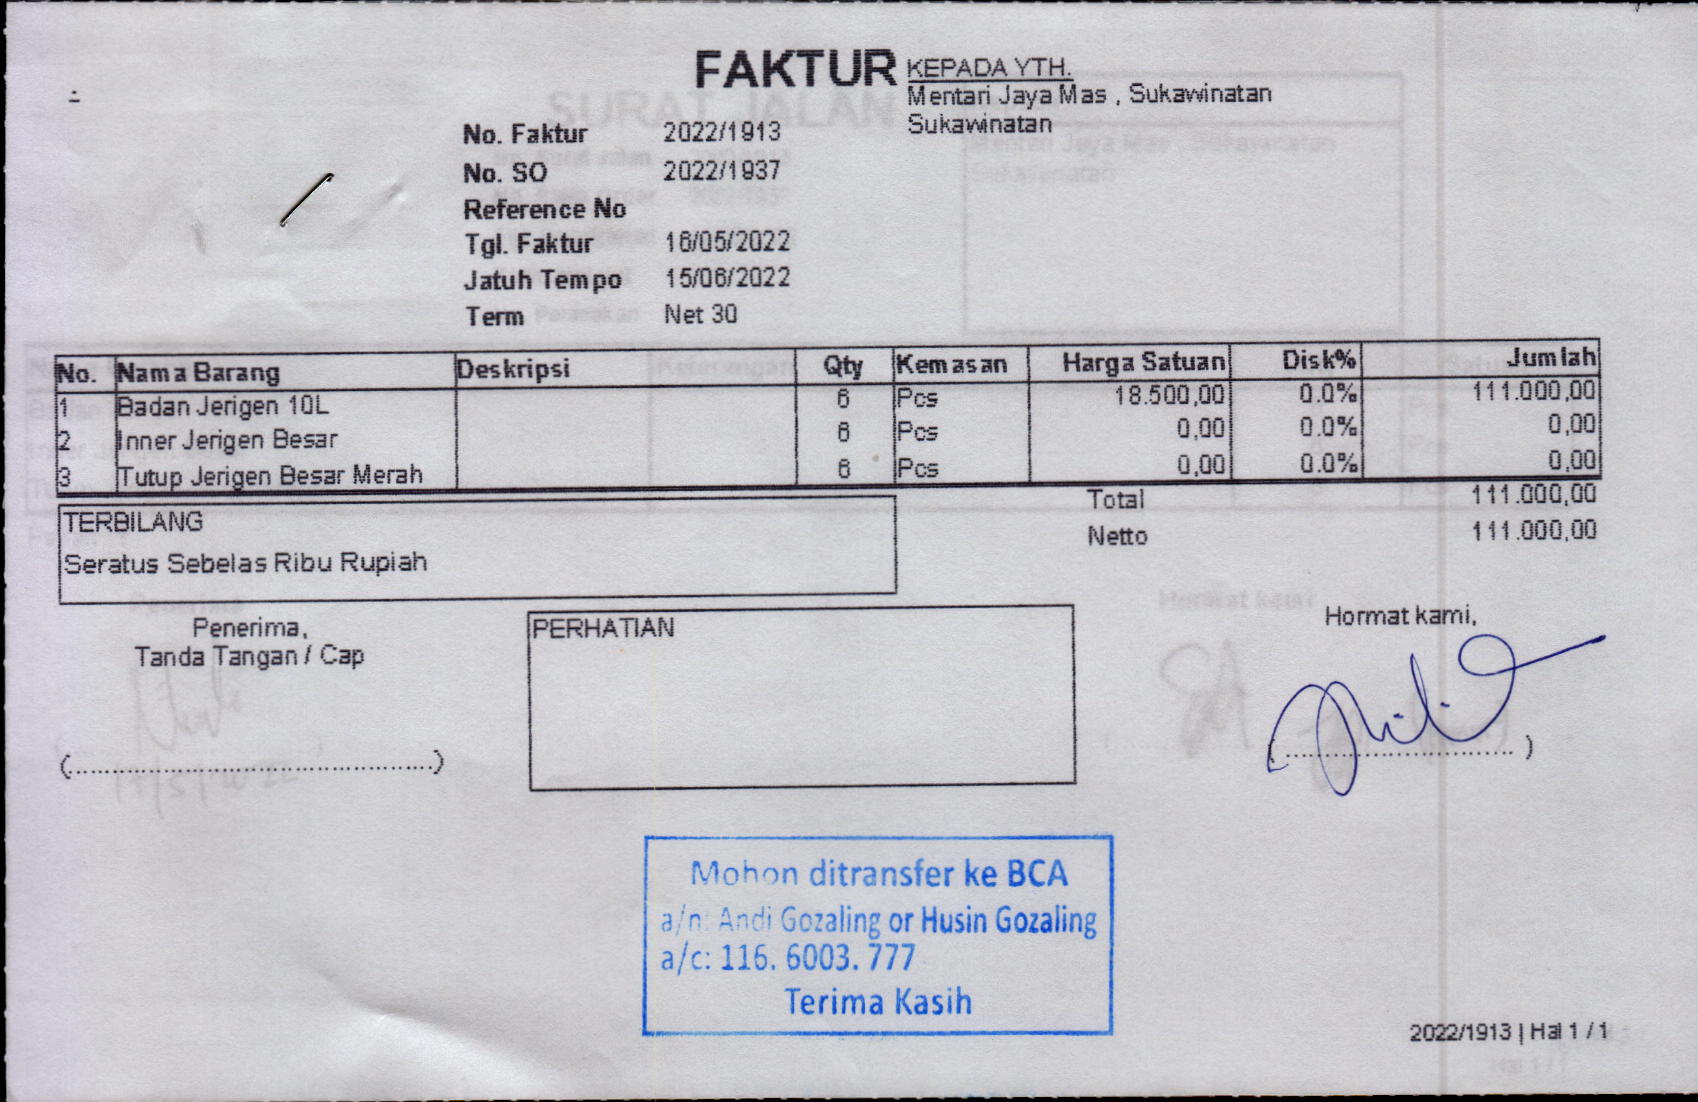 FAKTUR
KEPADA YTH.
Mentari Jaya Mas , Sukawinatan
Sukawinatan
No. Faktur 2022/1913
No. SO 2022/1937
Reference No
Tgl. Faktur 16/05/2022
Jatuh Tempo 15/06/2022
Term Net 30
No. Nama Barang Deskripsi Qty Kemasan Harga Satuan Disk% Jumlah
1 Badan Jerigen 10L 6 Pcs 18.500,00 0.0% 111.000,00
2 Inner Jerigen Besar 6 Pcs 0,00 0.0% 0,00
3 Tutup Jerigen Besar Merah 6 Pcs 0,00 0.0% 0,00
Total 111.000,00
Netto 111.000,00
TERBILANG
Seratus Sebelas Ribu Rupiah
Penerima,
Tanda Tangan / Cap
(..................................................)
PERHATIAN
Hormat kami,
(.................................. )
Mohon ditransfer ke BCA
a/n: Andi Gozaling or Husin Gozaling
a/c: 116. 6003. 777
Terima Kasih
2022/1913 | Hal 1 / 1